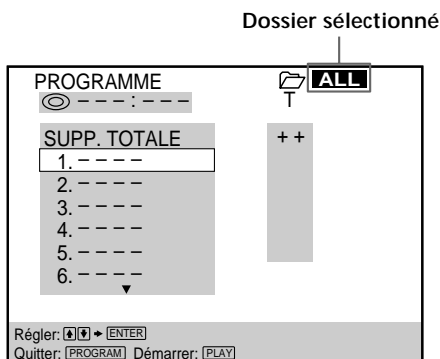 Dossier sélectionné
PROGRAMME ALL
– – – : – – – T
SUPP. TOTALE + +
1. – – – –
2. – – – –
3. – – – –
4. – – – –
5. – – – –
6. – – – –
Régler: ENTER
Quitter: PROGRAM Démarrer: PLAY